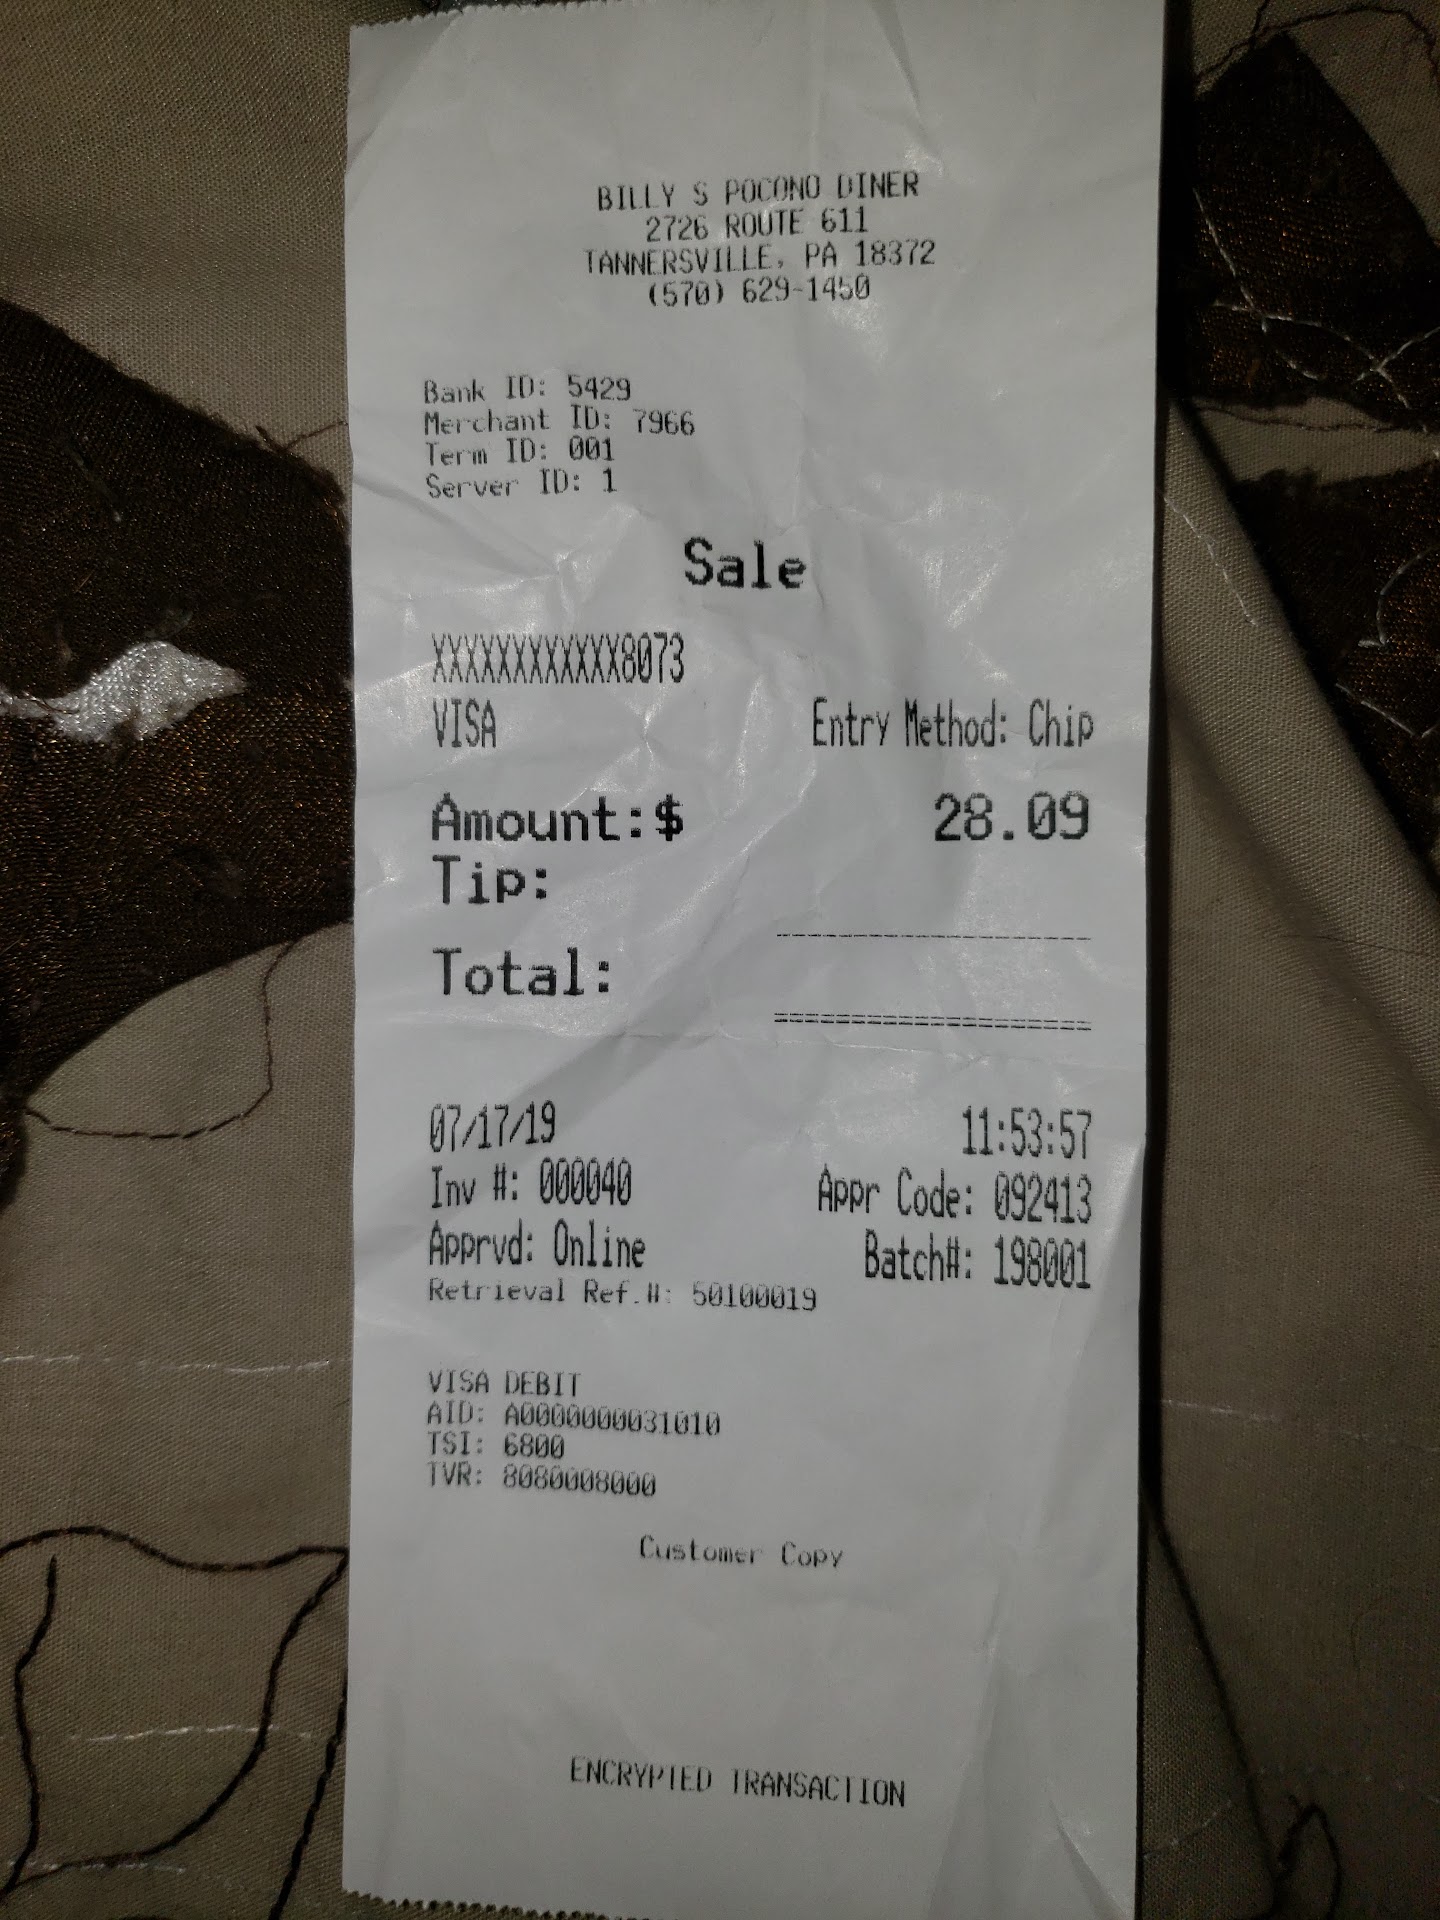 BILLY S POCONO DINER
2726 ROUTE 611
TANNERSVILLE, PA 18372
(570) 629-1450
Bank ID: 5429
Merchant ID: 7966
Term ID: 001
Server ID: 1
Sale
XXXXXXXXXXXX8073
VISA Entry Method: Chip
Amount:$ 28.09
Tip:
Total:
07/17/19 11:53:57
Inv #: 000040 Appr Code: 092413
Apprvd: Online Batch#: 198001
Retrieval Ref.#: 50100019
VISA DEBIT
AID: A0000000031010
TSI: 6800
TVR: 8080008000
Customer Copy
ENCRYPTED TRANSACTION